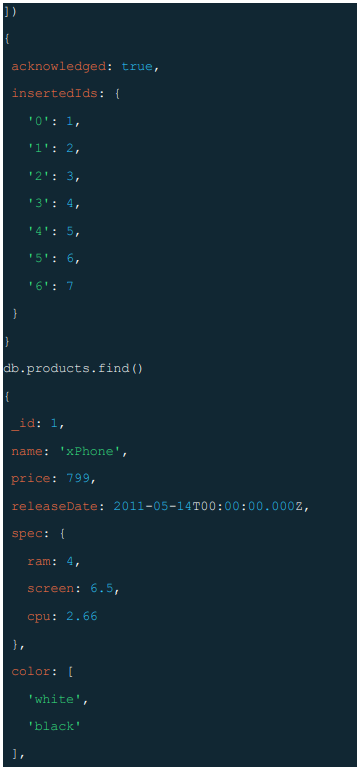 ])
{
acknowledged: true,
insertedIds: {
'0': 1,
'1': 2,
'2': 3,
'3': 4,
'4': 5,
'5': 6,
'6': 7
}
}
db.products.find()
{
_id: 1,
name: 'xPhone',
price: 799,
releaseDate: 2011-05-14T00:00:00.000Z,
spec: {
ram: 4,
screen: 6.5,
cpu: 2.66
},
color: [
'white',
'black'
],